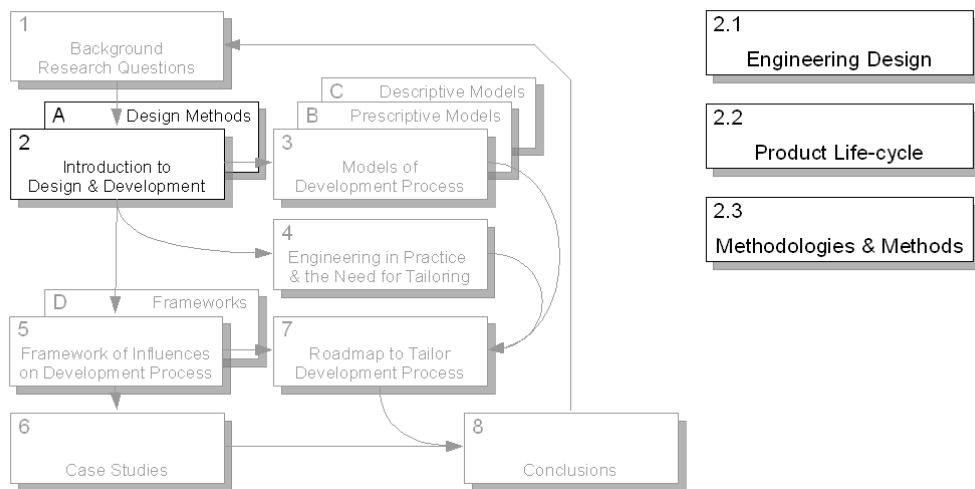 1
Background
Research Questions
C
Descriptive Models
B
Prescriptive Models
A
Design Methods
2
Introduction to
Design & Development
3
Models of
Development Process
4
Engineering in Practice
& the Need for Tailoring
D
Frameworks
5
Framework of Influences
on Development Process
7
Roadmap to Tailor
Development Process
6
Case Studies
8
Conclusions
2.1
Engineering Design
2.2
Product Life-cycle
2.3
Methodologies & Methods